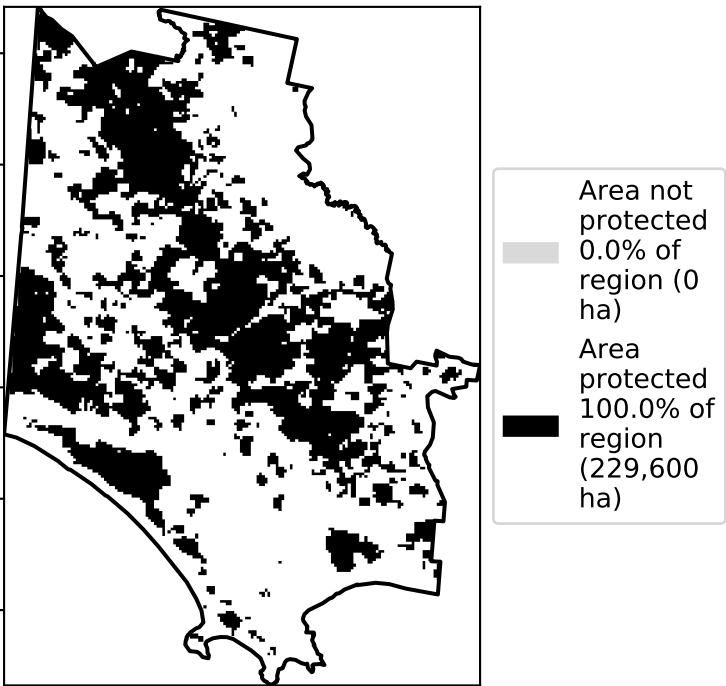 Area not
protected
0.0% of
region (0
ha)
Area
protected
100.0% of
region
(229,600
ha)